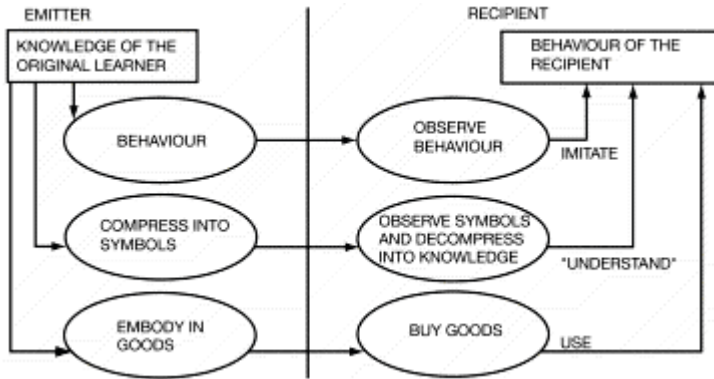 EMITTER
RECIPIENT
KNOWLEDGE OF THE
ORIGINAL LEARNER
BEHAVIOUR OF THE
RECIPIENT
BEHAVIOUR
OBSERVE
BEHAVIOUR
IMITATE
COMPRESS INTO
SYMBOLS
OBSERVE SYMBOLS
AND DECOMPRESS
INTO KNOWLEDGE
"UNDERSTAND"
EMBODY IN
GOODS
BUY GOODS
USE